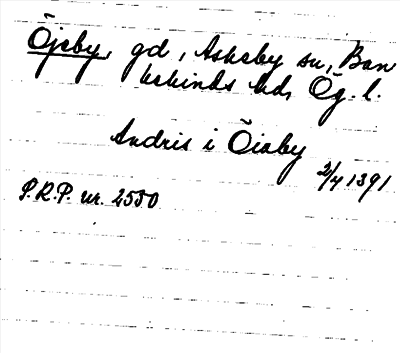 Öjeby, gd, Askeby sn, Ban
kekinds hd, Ög. l.
Andris i Öiaby
2/4 1391
S.R.P. nr. 2550